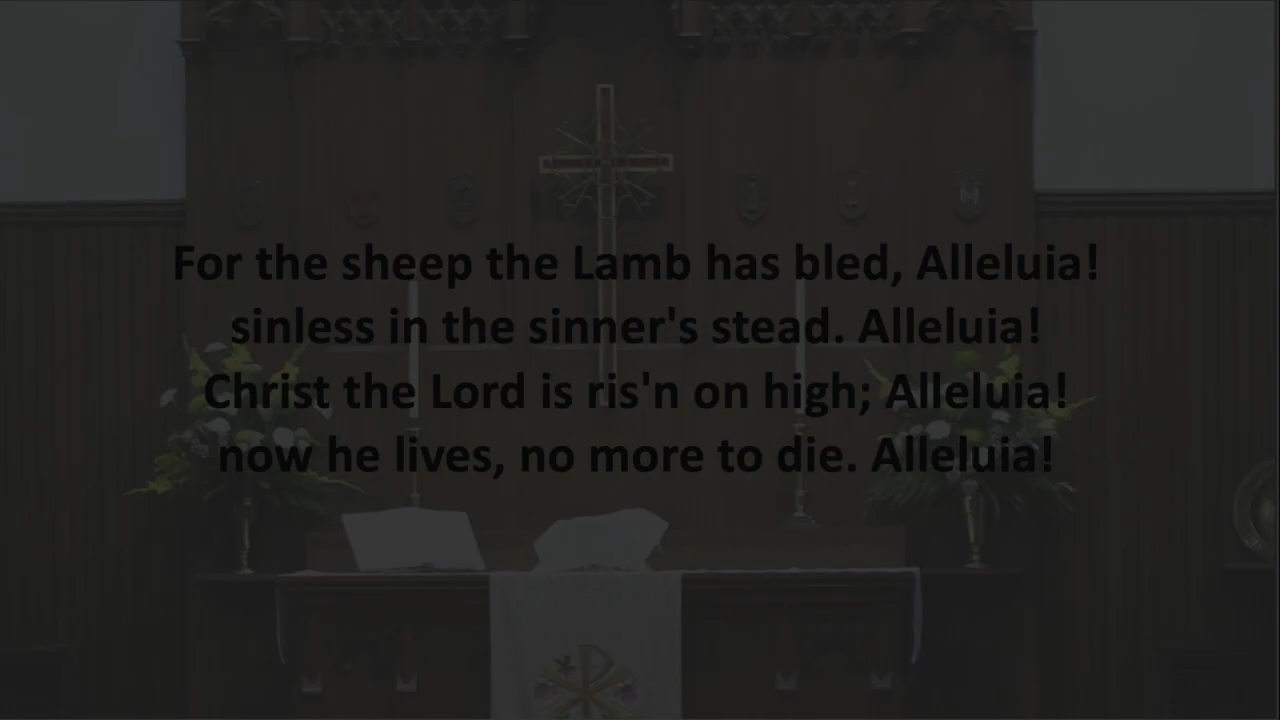 For the sheep the Lamb has bled, Alleluia!
sinless in the sinner's stead. Alleluia!
Christ the Lord is ris'n on high; Alleluia!
now he lives, no more to die. Alleluia!